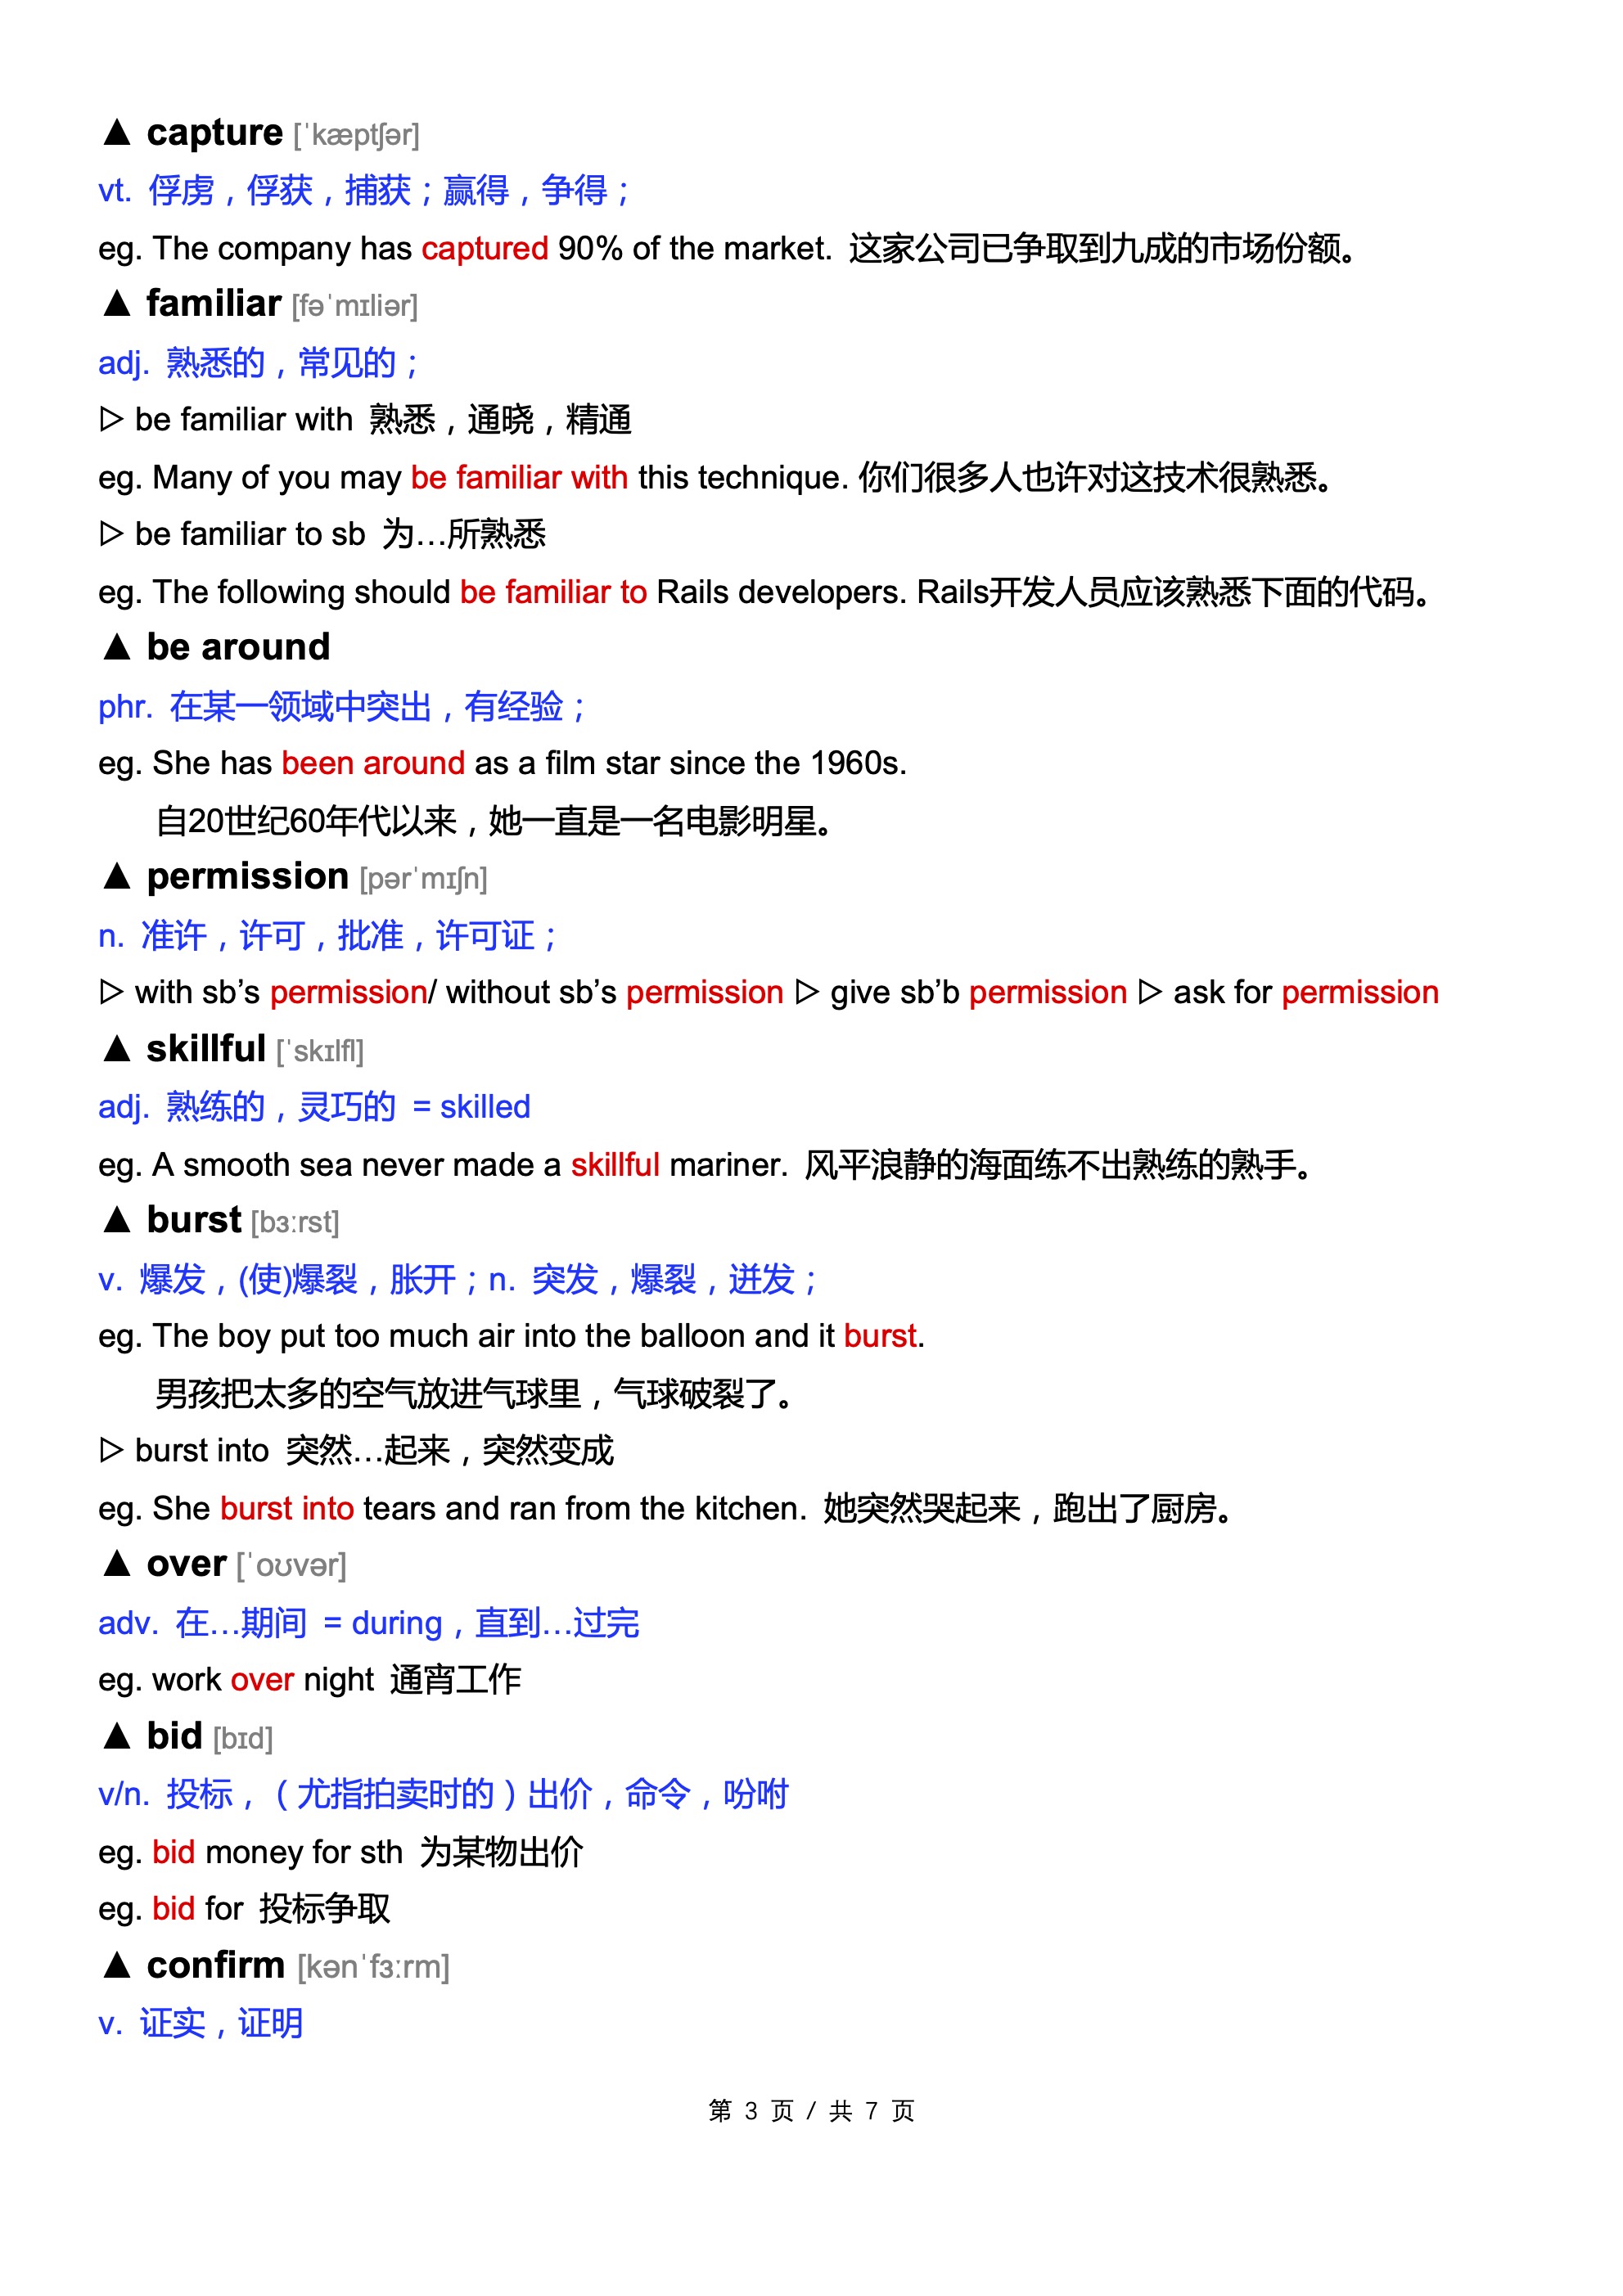 ▲ capture [ˈkæptʃər]
vt. 俘虏，俘获，捕获；赢得，争得；
eg. The company has captured 90% of the market. 这家公司已争取到九成的市场份额。
▲ familiar [fəˈmɪliər]
adj. 熟悉的，常见的；
▷ be familiar with 熟悉，通晓，精通
eg. Many of you may be familiar with this technique. 你们很多人也许对这技术很熟悉。
▷ be familiar to sb 为…所熟悉
eg. The following should be familiar to Rails developers. Rails开发人员应该熟悉下面的代码。
▲ be around
phr. 在某一领域中突出，有经验；
eg. She has been around as a film star since the 1960s.
自20世纪60年代以来，她一直是一名电影明星。
▲ permission [pərˈmɪʃn]
n. 准许，许可，批准，许可证；
▷ with sb’s permission/ without sb’s permission ▷ give sb’b permission ▷ ask for permission
▲ skillful [ˈskɪlfl]
adj. 熟练的，灵巧的 = skilled
eg. A smooth sea never made a skillful mariner. 风平浪静的海面练不出熟练的熟手。
▲ burst [bɜːrst]
v. 爆发，(使)爆裂，胀开；n. 突发，爆裂，迸发；
eg. The boy put too much air into the balloon and it burst.
男孩把太多的空气放进气球里，气球破裂了。
▷ burst into 突然…起来，突然变成
eg. She burst into tears and ran from the kitchen. 她突然哭起来，跑出了厨房。
▲ over [ˈoʊvər]
adv. 在…期间 = during，直到…过完
eg. work over night 通宵工作
▲ bid [bɪd]
v/n. 投标，（尤指拍卖时的）出价，命令，吩咐
eg. bid money for sth 为某物出价
eg. bid for 投标争取
▲ confirm [kənˈfɜːrm]
v. 证实，证明
第 3 页 / 共 7 页